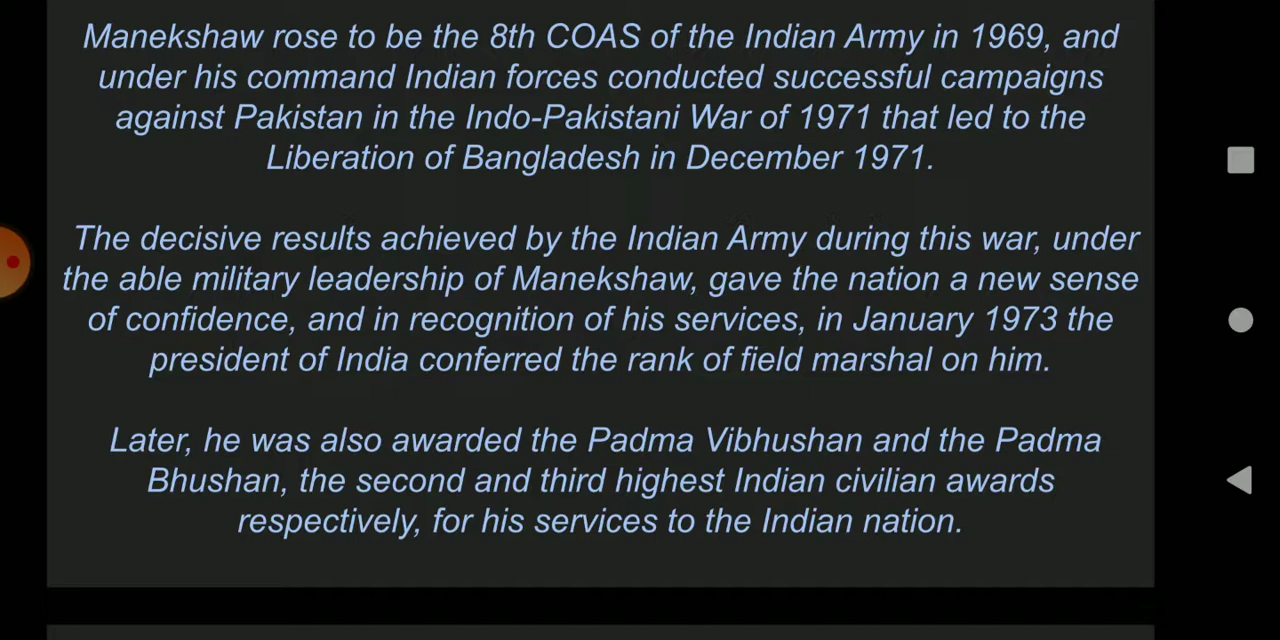 Manekshaw rose to be the 8th COAS of the Indian Army in 1969, and
under his command Indian forces conducted successful campaigns
against Pakistan in the Indo-Pakistani War of 1971 that led to the
Liberation of Bangladesh in December 1971.
The decisive results achieved by the Indian Army during this war, under
the able military leadership of Manekshaw, gave the nation a new sense
of confidence, and in recognition of his services, in January 1973 the
president of India conferred the rank of field marshal on him.
Later, he was also awarded the Padma Vibhushan and the Padma
Bhushan, the second and third highest Indian civilian awards
respectively, for his services to the Indian nation.